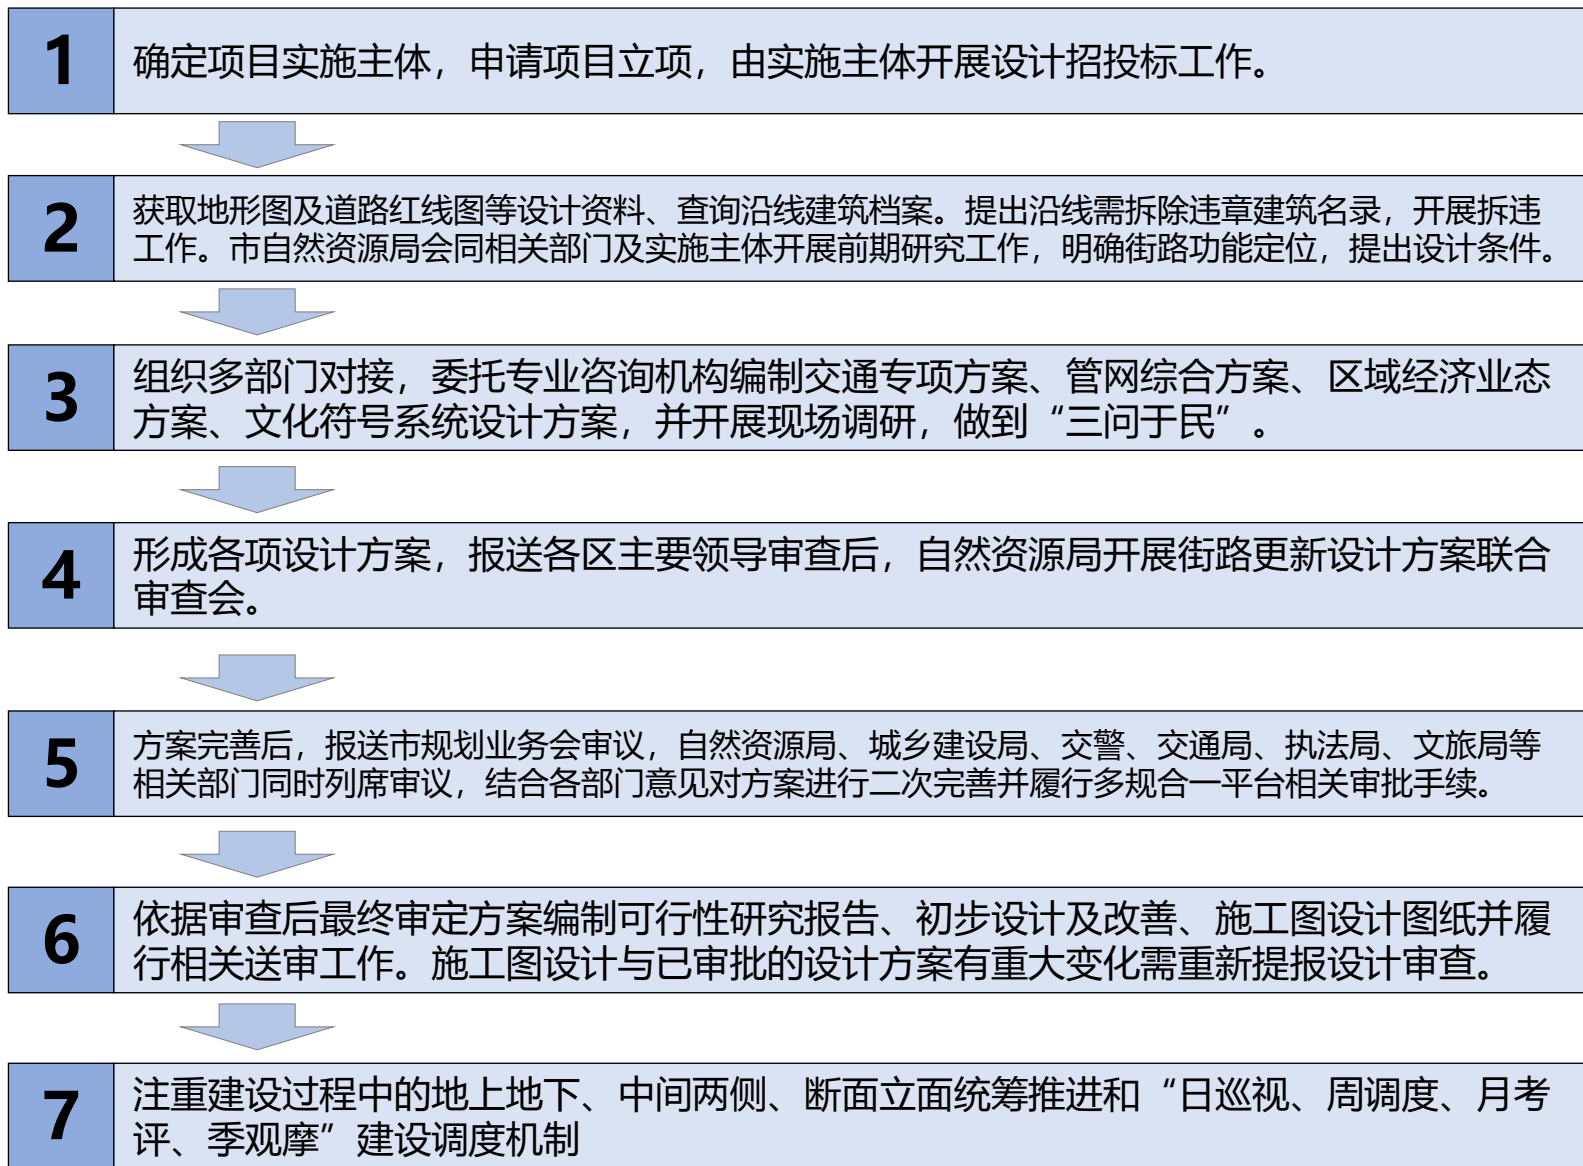 1
确定项目实施主体，申请项目立项，由实施主体开展设计招投标工作。
2
获取地形图及道路红线图等设计资料、查询沿线建筑档案。提出沿线需拆除违章建筑名录，开展拆违
工作。市自然资源局会同相关部门及实施主体开展前期研究工作，明确街路功能定位，提出设计条件。
3
组织多部门对接，委托专业咨询机构编制交通专项方案、管网综合方案、区域经济业态
方案、文化符号系统设计方案，并开展现场调研，做到“三问于民”。
4
形成各项设计方案，报送各区主要领导审查后，自然资源局开展街路更新设计方案联合
审查会。
5
方案完善后，报送市规划业务会审议，自然资源局、城乡建设局、交警、交通局、执法局、文旅局等
相关部门同时列席审议，结合各部门意见对方案进行二次完善并履行多规合一平台相关审批手续。
6
依据审查后最终审定方案编制可行性研究报告、初步设计及改善、施工图设计图纸并履
行相关送审工作。施工图设计与已审批的设计方案有重大变化需重新提报设计审查。
7
注重建设过程中的地上地下、中间两侧、断面立面统筹推进和“日巡视、周调度、月考
评、季观摩”建设调度机制